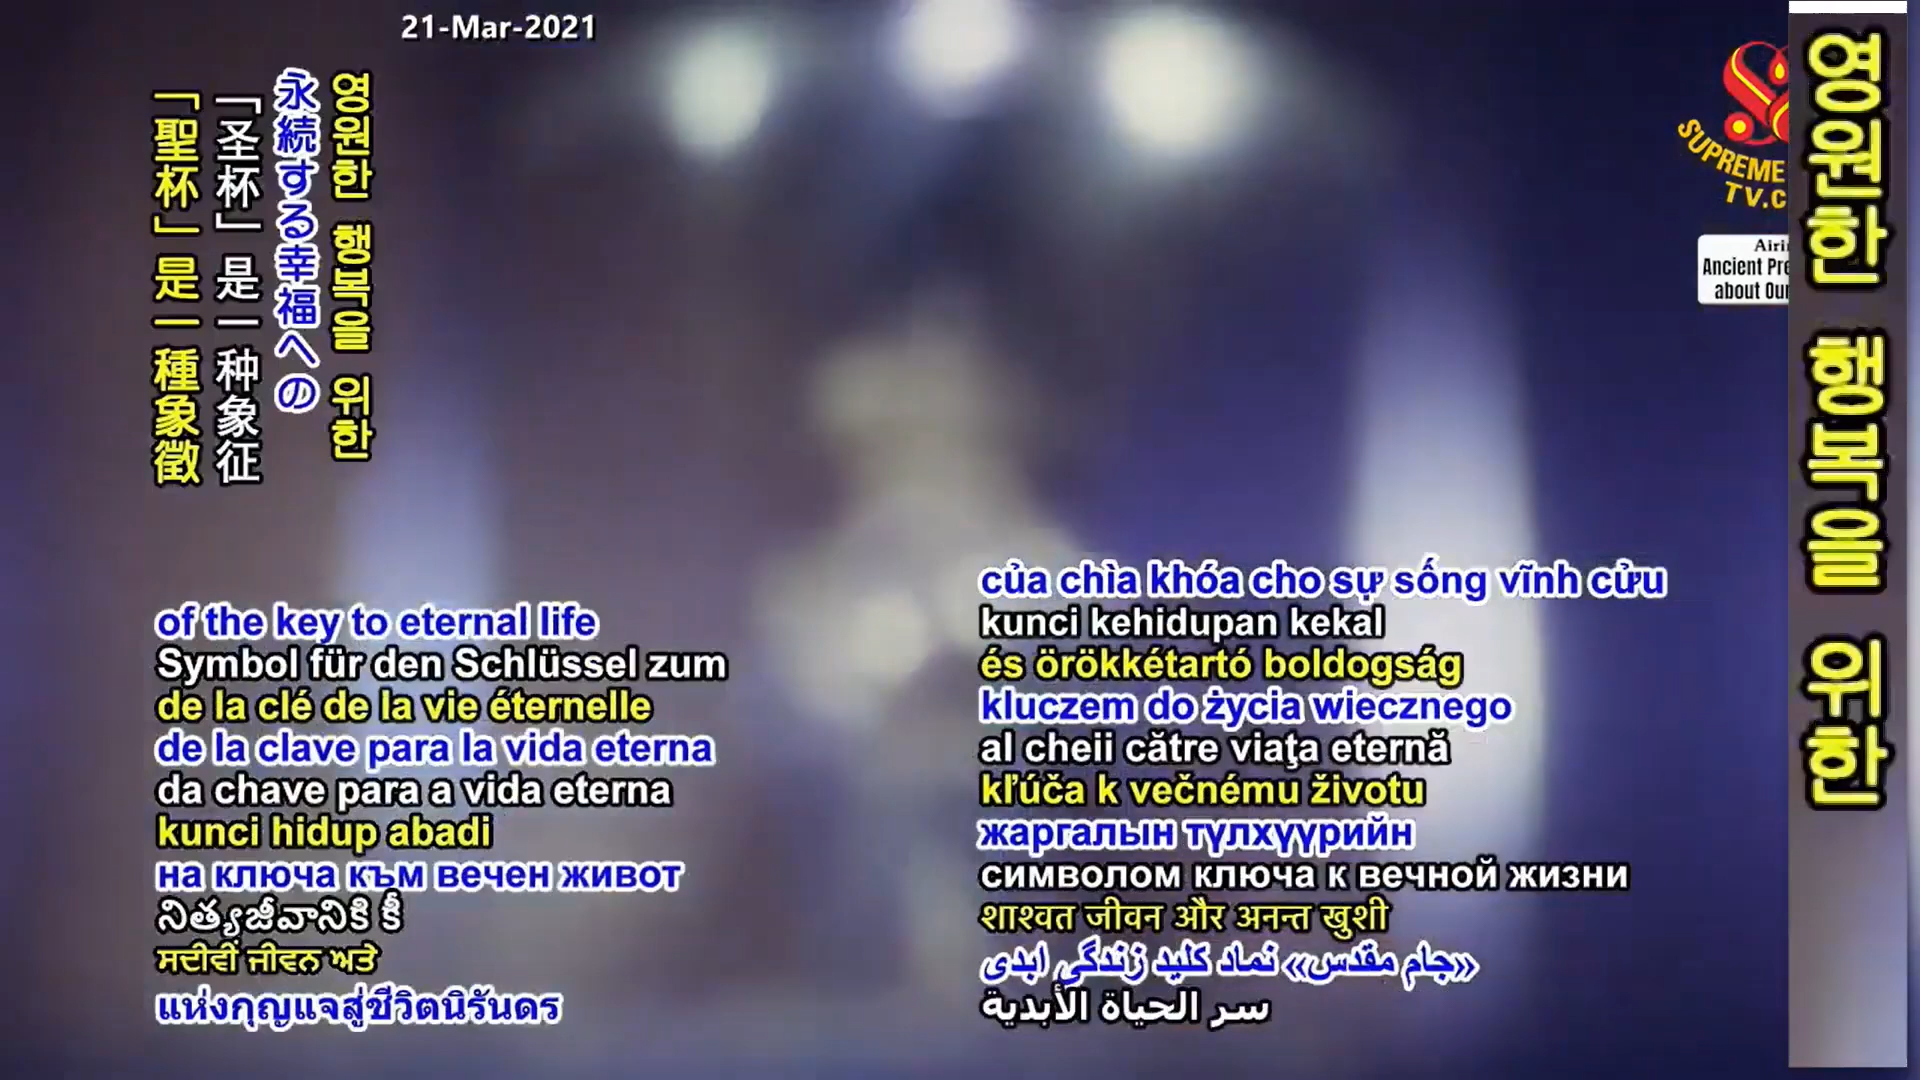 21-Mar-2021
영원한 행복을 위한
永続する幸福への
「圣杯」是一种象征
「聖杯」是一種象徵
SUPREME
TV.C
Ancient
about Our
영원한 행복을 위한
of the key to eternal life
Symbol für den Schlüssel zum
de la clé de la vie éternelle
de la clave para la vida eterna
da chave para a vida eterna
kunci hidup abadi
на ключа към вечен живот
నిత్యజీవానికి కీ
ਸਦੀਵੀਂ ਜੀਵਨ ਅਤੇ
แห่งกุญแจสู่ชีวิตนิรันดร
của chìa khóa cho sự sống vĩnh cửu
kunci kehidupan kekal
és örökkétartó boldogság
kluczem do życia wiecznego
al cheii către viaţa eternă
kľúča k večnému životu
жаргалын түлхүүрийн
символом ключа к вечной жизни
शाश्वत जीवन और अनन्त खुशी
«جام مقدس» نماد کلید زندگی ابدی
سر الحياة الأبدية